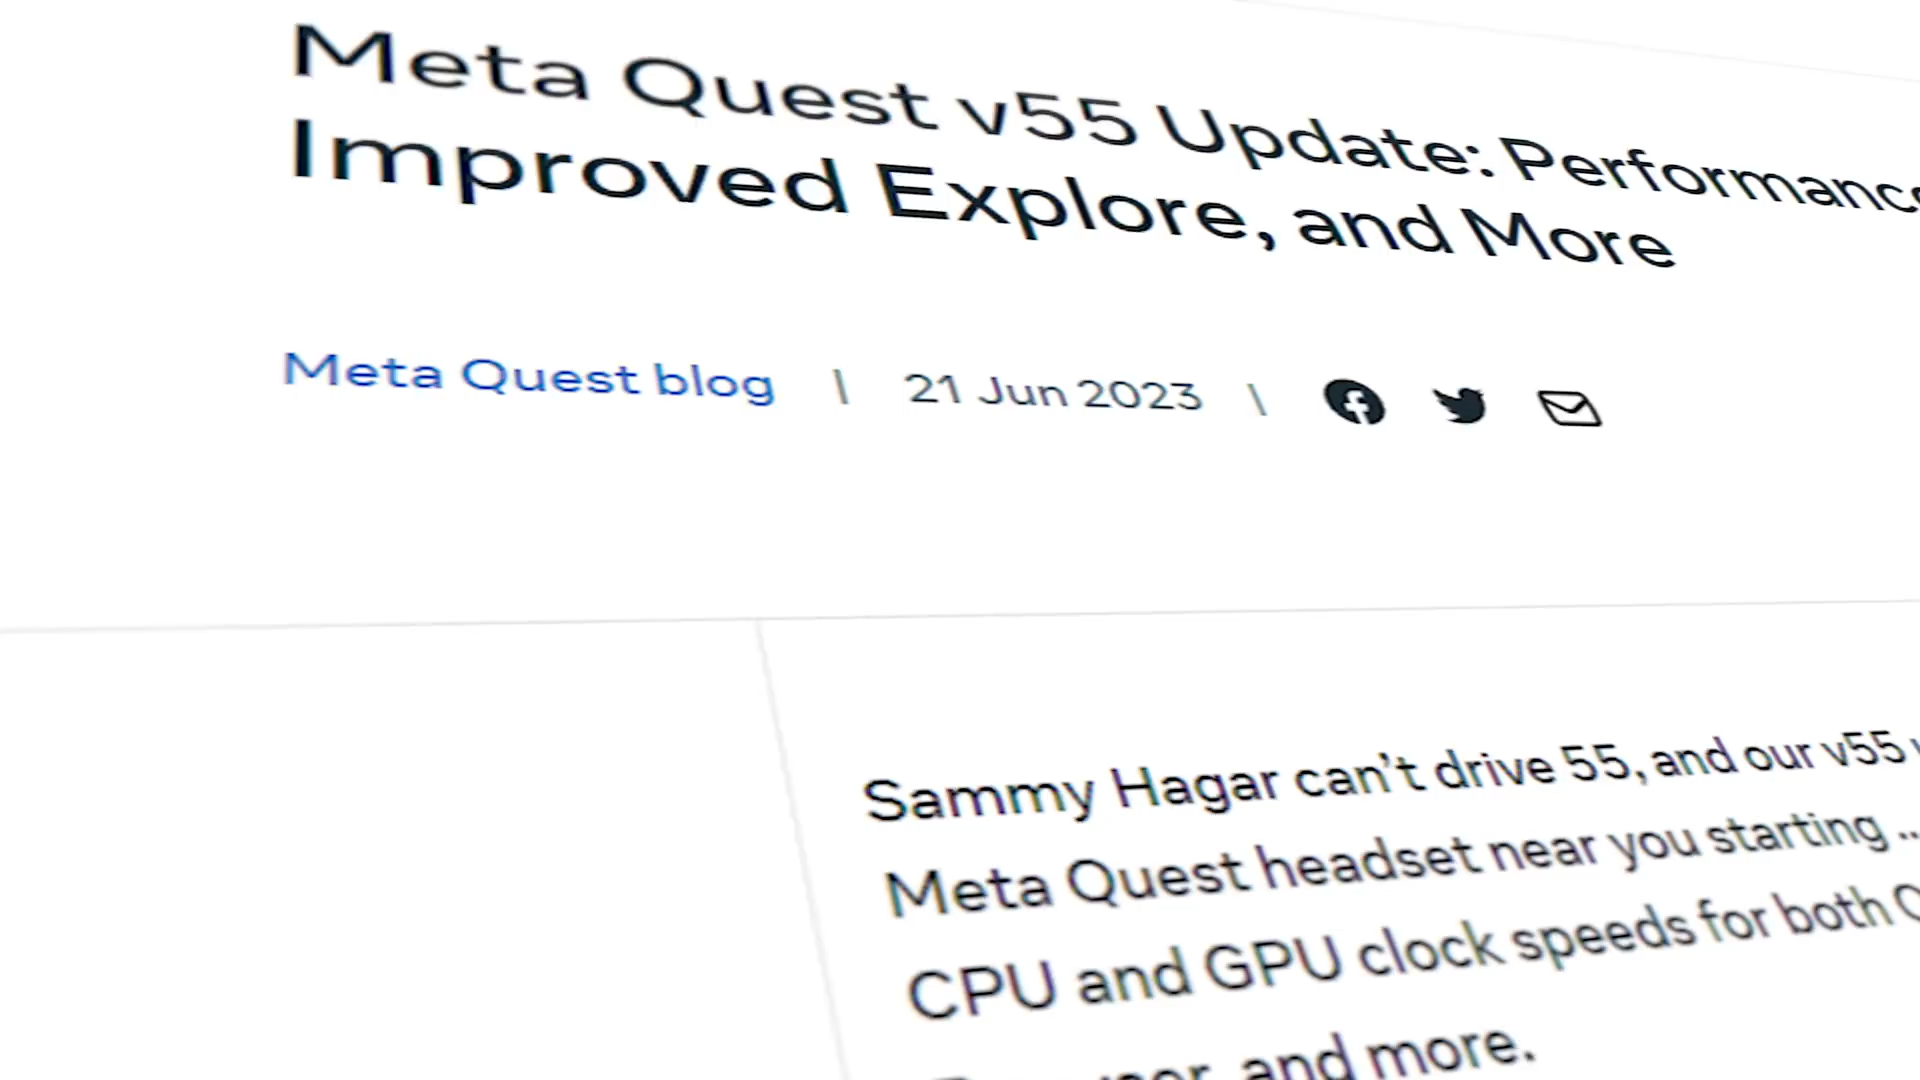 Meta Quest v55 Update: Performance
Improved Explore, and More
Meta Quest blog | 21 Jun 2023 |
Sammy Hagar can't drive 55, and our v55
Meta Quest headset near you starting ...
CPU and GPU clock speeds for both
and more.